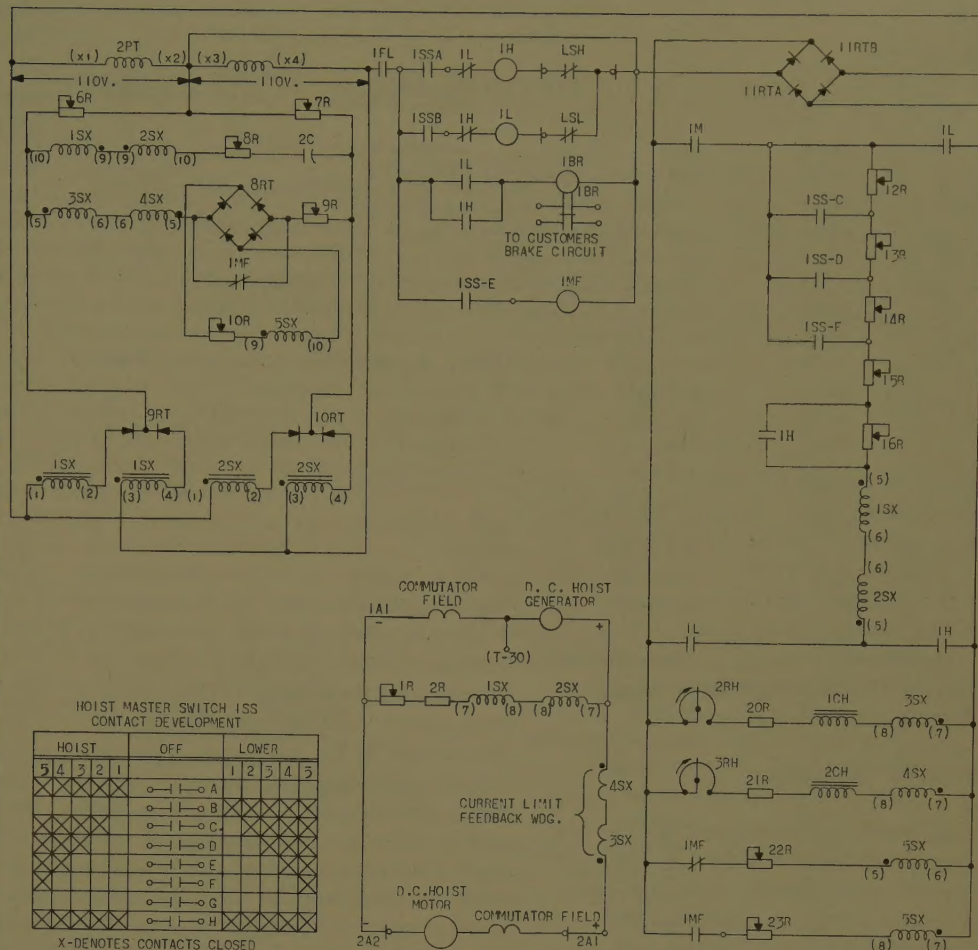 (x1) 2PT (x2) (x3) (x4)
110V. 110V.
6R 7R
1SX 2SX 8R 2C
(10) (9) (9) (10)
3SX 4SX 8RT 9R
(5) (6) (6) (5)
1MF
10R 5SX
(9) (10)
9RT 10RT
1SX 1SX 2SX 2SX
(1) (2) (3) (4) (1) (2) (3) (4)
1FL 1SSA 1L 1H LSH
1SSB 1H 1L LSL
1L 1BR
1H 1BR
TO CUSTOMERS
BRAKE CIRCUIT
1SS-E 1MF
11RTB
11RTA
1M 1L
12R
1SS-C
13R
1SS-D
14R
1SS-F
15R
1H 16R
(5)
1SX
(6)
(6)
2SX
(5)
1L 1H
2RH 20R 1CH 3SX
(8) (7)
3RH 21R 2CH 4SX
(8) (7)
1MF 22R 5SX
(5) (6)
1MF 23R 5SX
(8) (7)
COMMUTATOR
FIELD
D. C. HOIST
GENERATOR
1A1
- +
(T-30)
1R 2R 1SX 2SX
(7) (8) (8) (7)
4SX
CURRENT LIMIT
FEEDBACK WDG.
3SX
D.C.HOIST
MOTOR
COMMUTATOR FIELD
- +
2A2 2A1
HOIST MASTER SWITCH 1SS
CONTACT DEVELOPMENT
HOIST OFF LOWER
5 4 3 2 1 1 2 3 4 5
A
B
C
D
E
F
G
H
X-DENOTES CONTACTS CLOSED